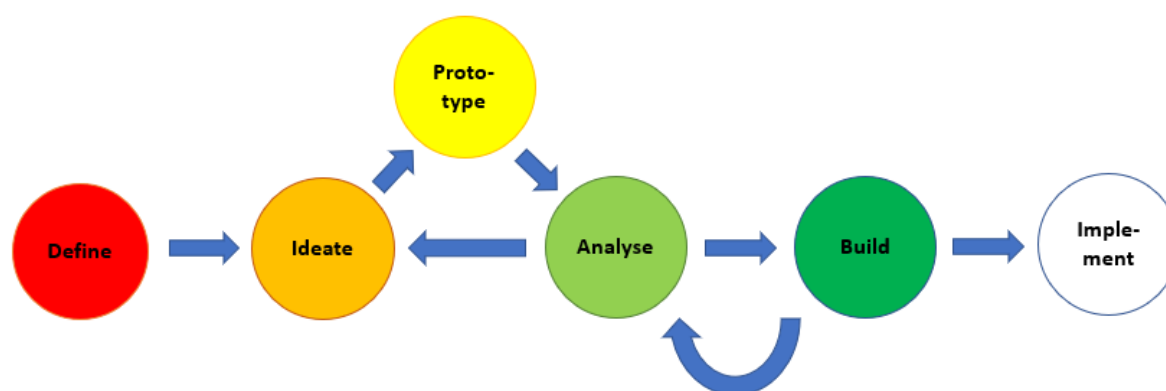 Proto-
type
Define
Ideate
Analyse
Build
Imple-
ment